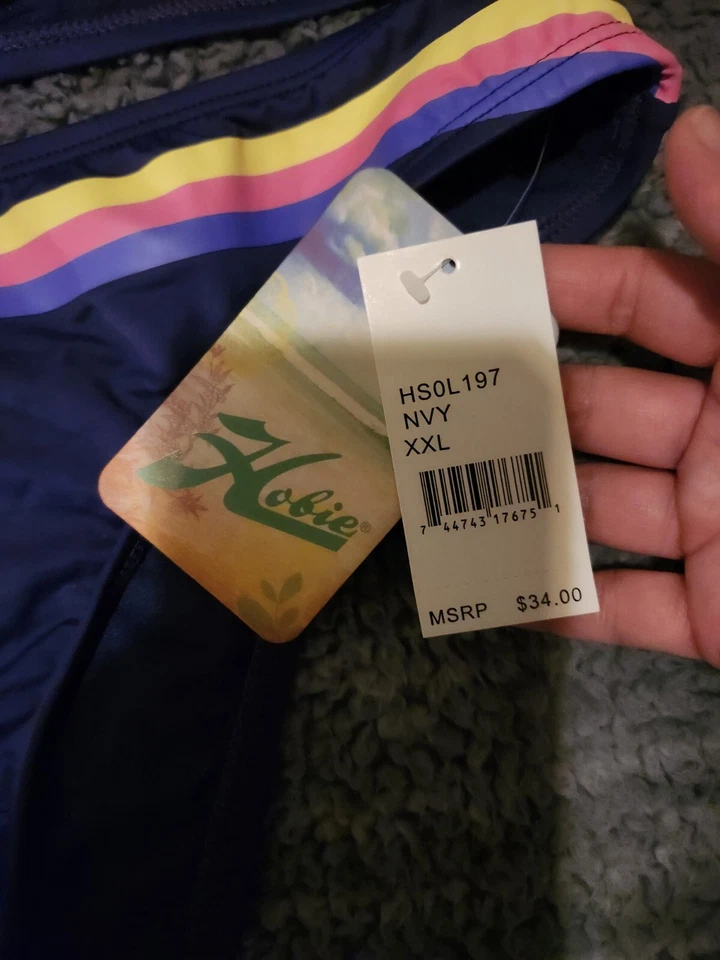 Hobie®
HS0L197
NVY
XXL
7 44743 17675 1
MSRP $34.00